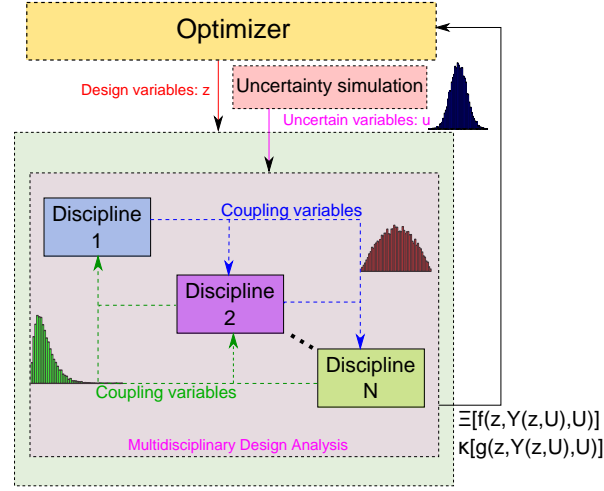 Optimizer
Uncertainty simulation
Design variables: z
Uncertain variables: u
Discipline
1
Coupling variables
Discipline
2
Discipline
N
Coupling variables
Ξ[f(z,Y(z,U),U)]
K[g(z,Y(z,U),U)]
Multidisciplinary Design Analysis